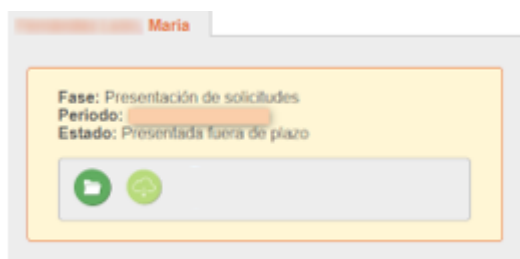 Maria
Fase: Presentación de solicitudes
Periodo:
Estado: Presentada fuera de plazo